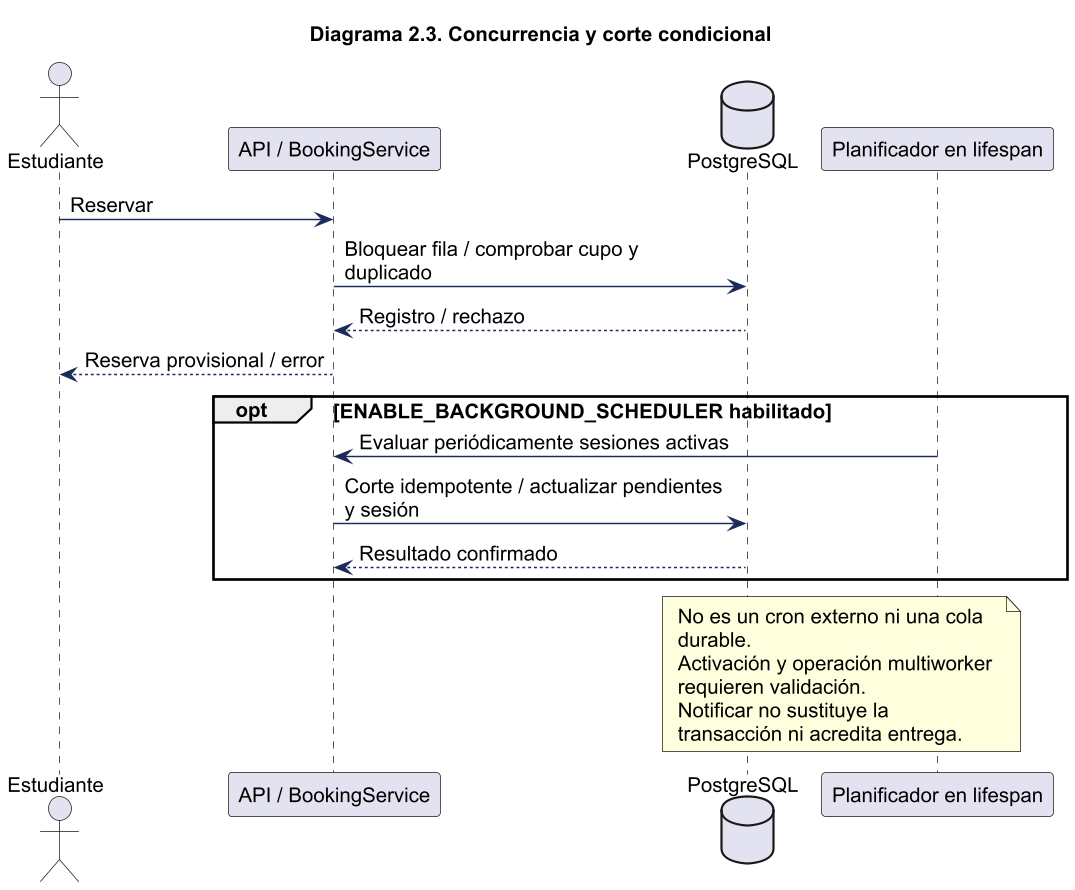 Diagrama 2.3. Concurrencia y corte condicional
Estudiante
API / BookingService
PostgreSQL
Planificador en lifespan
Reservar
Bloquear fila / comprobar cupo y
duplicado
Registro / rechazo
Reserva provisional / error
opt
[ENABLE_BACKGROUND_SCHEDULER habilitado]
Evaluar periódicamente sesiones activas
Corte idempotente / actualizar pendientes
y sesión
Resultado confirmado
No es un cron externo ni una cola
durable.
Activación y operación multiworker
requieren validación.
Notificar no sustituye la
transacción ni acredita entrega.
Estudiante
API / BookingService
PostgreSQL
Planificador en lifespan